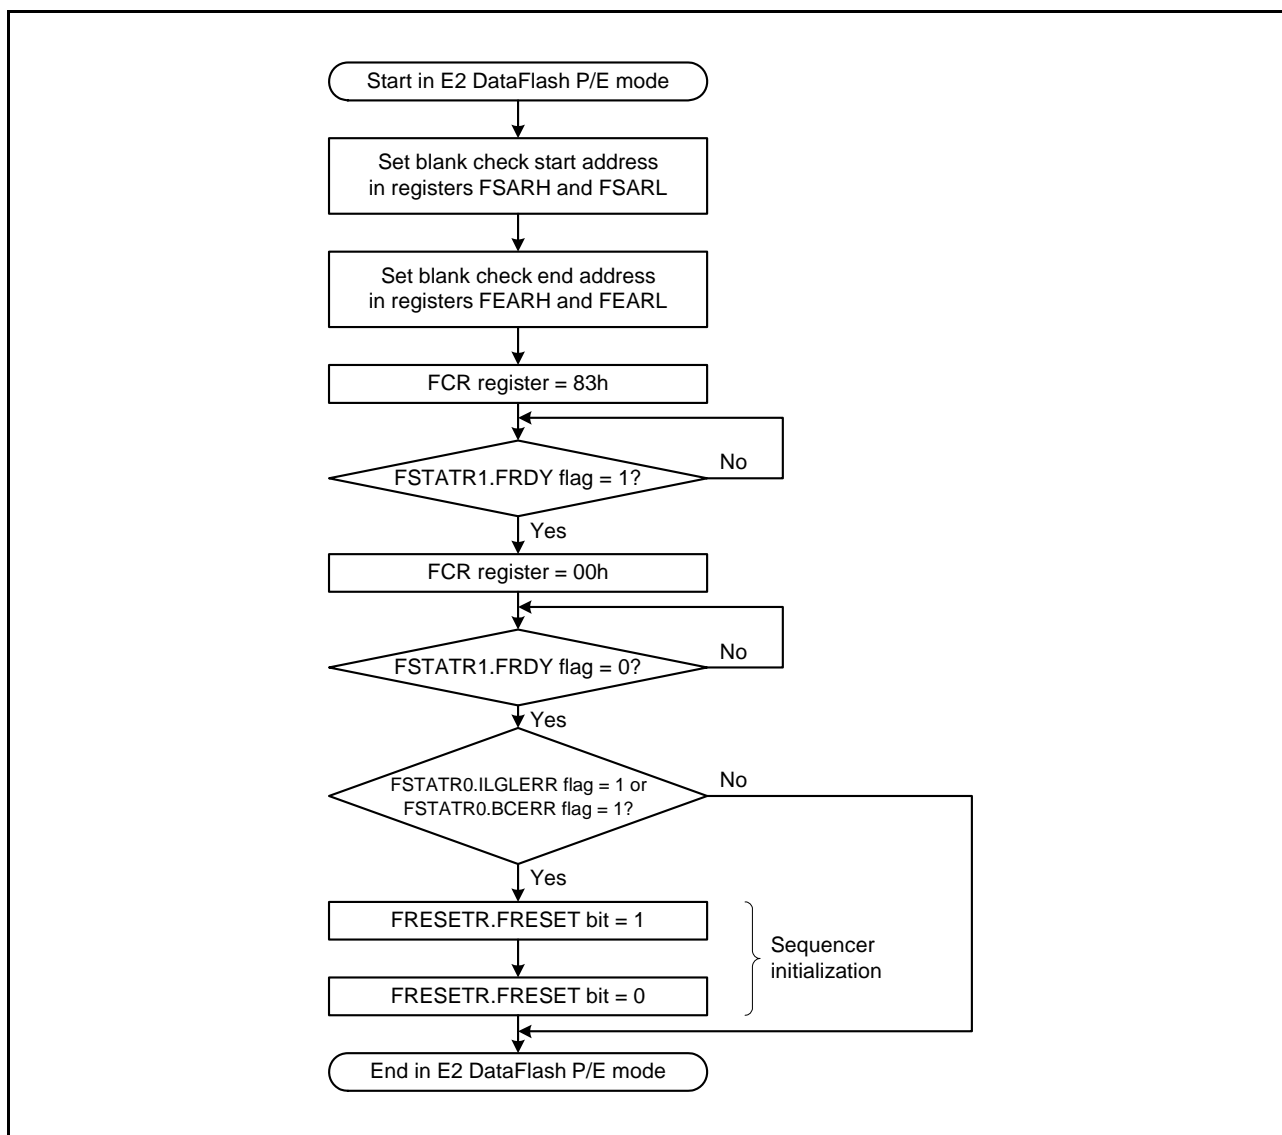 Start in E2 DataFlash P/E mode
Set blank check start address
in registers FSARH and FSARL
Set blank check end address
in registers FEARH and FEARL
FCR register = 83h
FSTATR1.FRDY flag = 1?
No
Yes
FCR register = 00h
FSTATR1.FRDY flag = 0?
No
Yes
FSTATR0.ILGLERR flag = 1 or
FSTATR0.BCERR flag = 1?
No
Yes
FRESETR.FRESET bit = 1
Sequencer
initialization
FRESETR.FRESET bit = 0
End in E2 DataFlash P/E mode